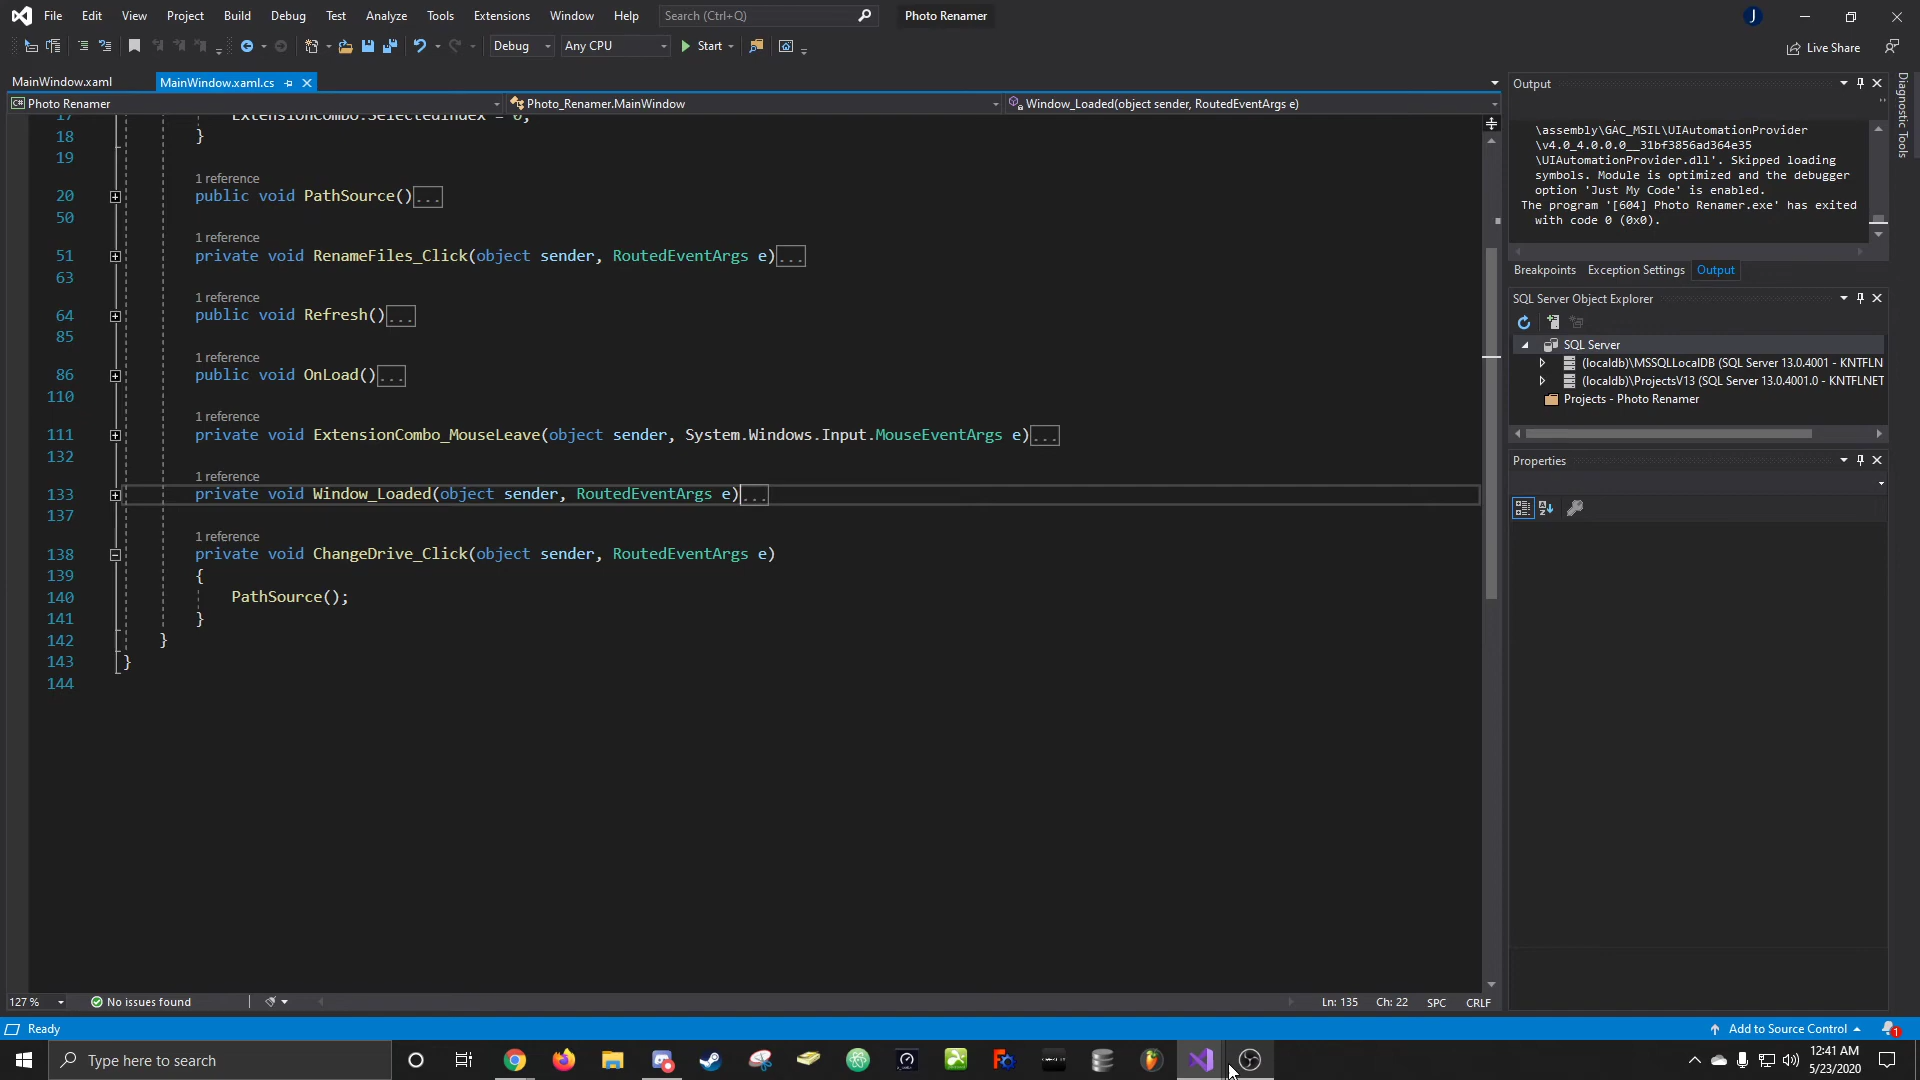 File Edit View Project Build Debug Test Analyze Tools Extensions Window Help Search (Ctrl+Q) Photo Renamer J
Debug Any CPU Start Live Share
MainWindow.xaml MainWindow.xaml.cs
Photo Renamer Photo_Renamer.MainWindow Window_Loaded(object sender, RoutedEventArgs e)
17 ExtensionCombo.SelectedIndex = 0;
18 }
19
1 reference
20 public void PathSource()...
50
1 reference
51 private void RenameFiles_Click(object sender, RoutedEventArgs e)...
63
1 reference
64 public void Refresh()...
85
1 reference
86 public void OnLoad()...
110
1 reference
111 private void ExtensionCombo_MouseLeave(object sender, System.Windows.Input.MouseEventArgs e)...
132
1 reference
133 private void Window_Loaded(object sender, RoutedEventArgs e)...
137
1 reference
138 private void ChangeDrive_Click(object sender, RoutedEventArgs e)
139 {
140 PathSource();
141 }
142 }
143 }
144
127 % No issues found Ln: 135 Ch: 22 SPC CRLF
Output
\assembly\GAC_MSIL\UIAutomationProvider
\v4.0_4.0.0.0__31bf3856ad364e35
\UIAutomationProvider.dll'. Skipped loading
symbols. Module is optimized and the debugger
option 'Just My Code' is enabled.
The program '[604] Photo Renamer.exe' has exited
with code 0 (0x0).
Breakpoints Exception Settings Output
SQL Server Object Explorer
SQL Server
(localdb)\MSSQLLocalDB (SQL Server 13.0.4001 - KNTFLN
(localdb)\ProjectsV13 (SQL Server 13.0.4001.0 - KNTFLNET
Projects - Photo Renamer
Properties
Diagnostic Tools
Ready Add to Source Control 1
Type here to search 12:41 AM
5/23/2020